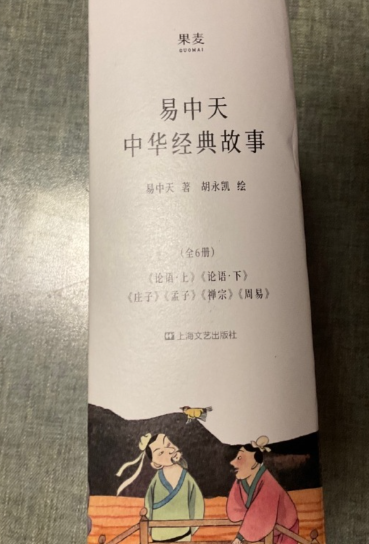 果麦
GUOMAI
易中天
中华经典故事
易中天 著 胡永凯 绘
(全6册)
《论语·上》《论语·下》
《庄子》《孟子》《禅宗》《周易》
上海文艺出版社